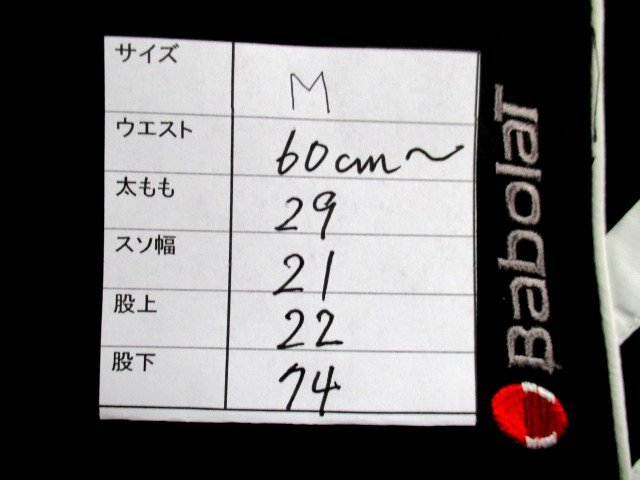 サイズ M
ウエスト 60cm〜
太もも 29
スソ幅 21
股上 22
股下 74
Babolat